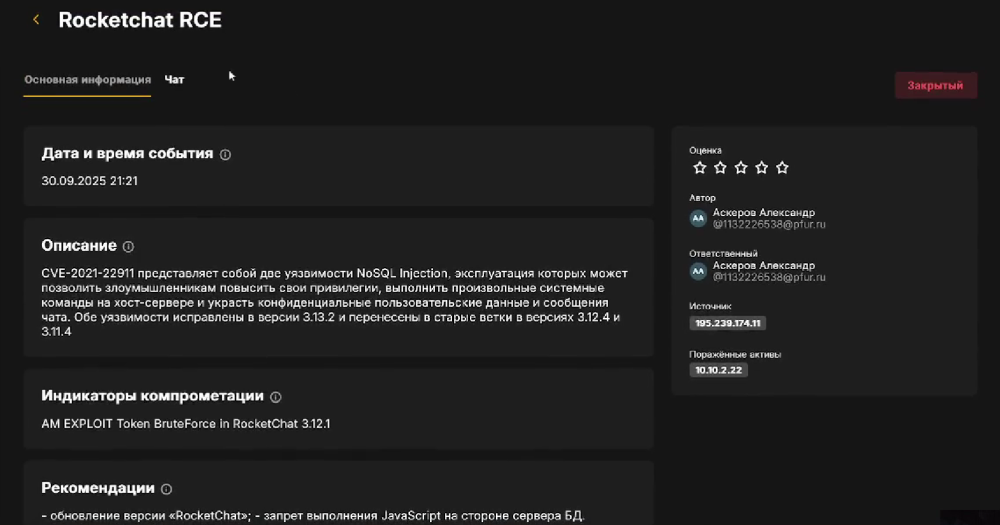 Rocketchat RCE
Основная информация
Чат
Закрытый
Дата и время события
30.09.2025 21:21
Описание
CVE-2021-22911 представляет собой две уязвимости NoSQL Injection, эксплуатация которых может
позволить злоумышленникам повысить свои привилегии, выполнить произвольные системные
команды на хост-сервере и украсть конфиденциальные пользовательские данные и сообщения
чата. Обе уязвимости исправлены в версии 3.13.2 и перенесены в старые ветки в версиях 3.12.4 и
3.11.4
Индикаторы компрометации
AM EXPLOIT Token BruteForce in RocketChat 3.12.1
Рекомендации
- обновление версии «RocketChat»; - запрет выполнения JavaScript на стороне сервера БД.
Оценка
Автор
АА
Аскеров Александр
@1132226538@pfur.ru
Ответственный
АА
Аскеров Александр
@1132226538@pfur.ru
Источник
195.239.174.11
Поражённые активы
10.10.2.22